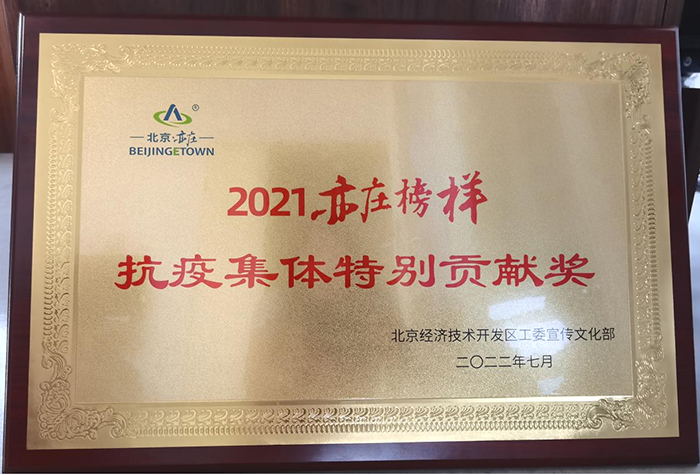 ®
北京亦庄
BEIJINGETOWN
2021亦庄榜样
抗疫集体特别贡献奖
北京经济技术开发区工委宣传文化部
二〇二二年七月